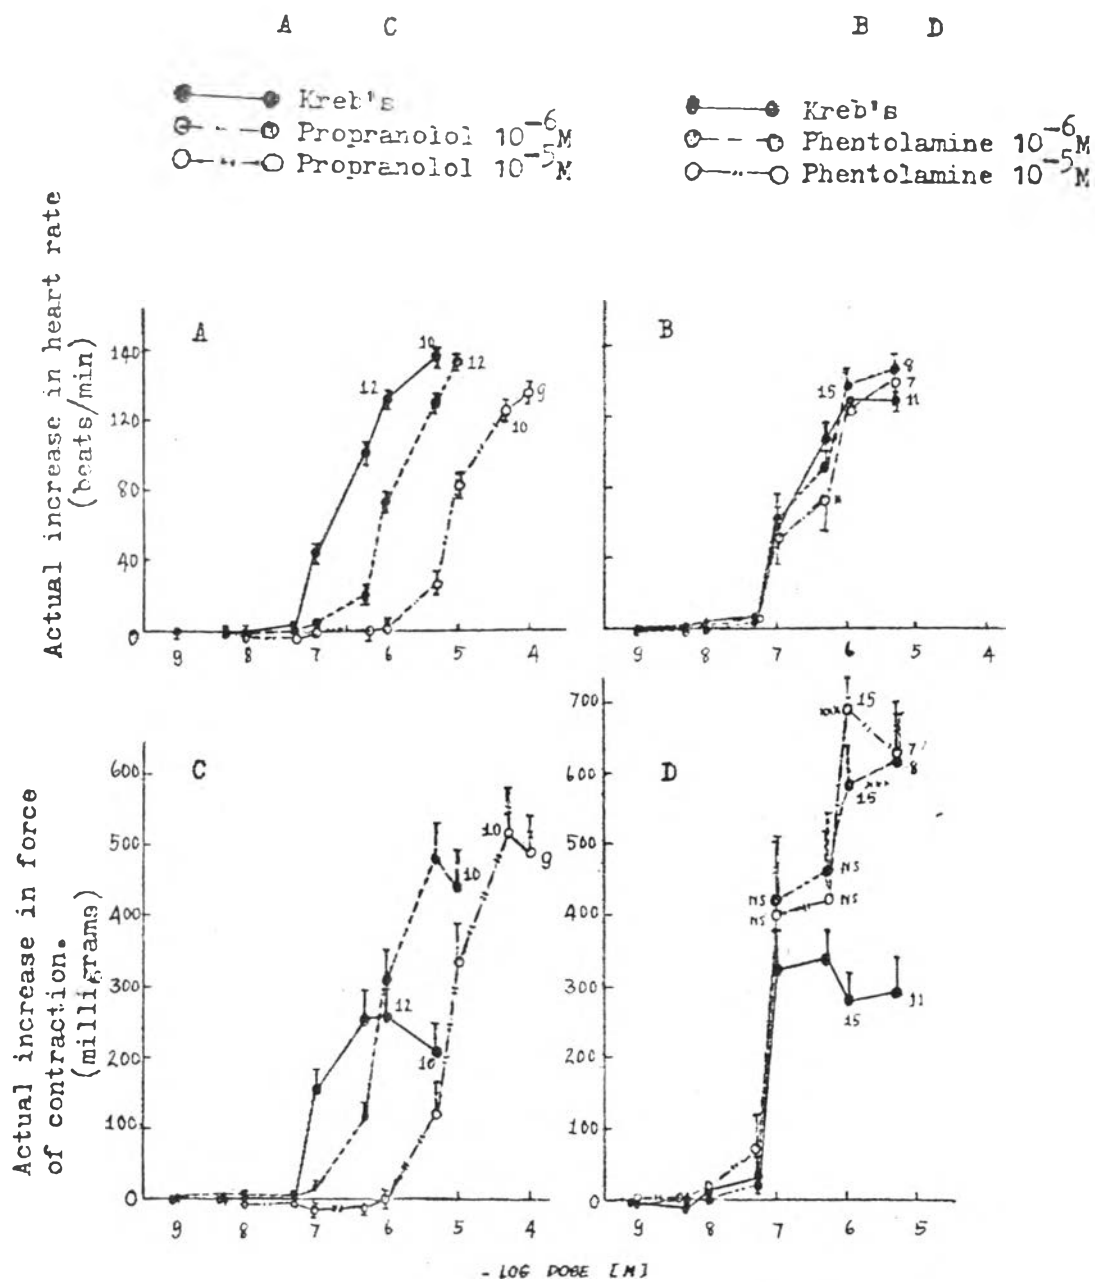 A C
B D
Kreb's
Propranolol 10-6M
Propranolol 10-5M
Kreb's
Phentolamine 10-6M
Phentolamine 10-5M
Actual increase in heart rate
(beats/min)
A
140
120
80
40
0
9 8 7 6 5 4
12
10
12
10
9
B
15
8
7
11
*
9 8 7 6 5 4
Actual increase in force
of contraction.
(milligrams)
C
600
500
400
300
200
100
0
9 8 7 6 5 4
12
10
10
10
9
D
700
600
500
400
300
200
100
0
9 8 7 6 5 4
NS
NS
NS
NS
xxx
15
15
xxx
7
8
15
11
- LOG DOSE [M]